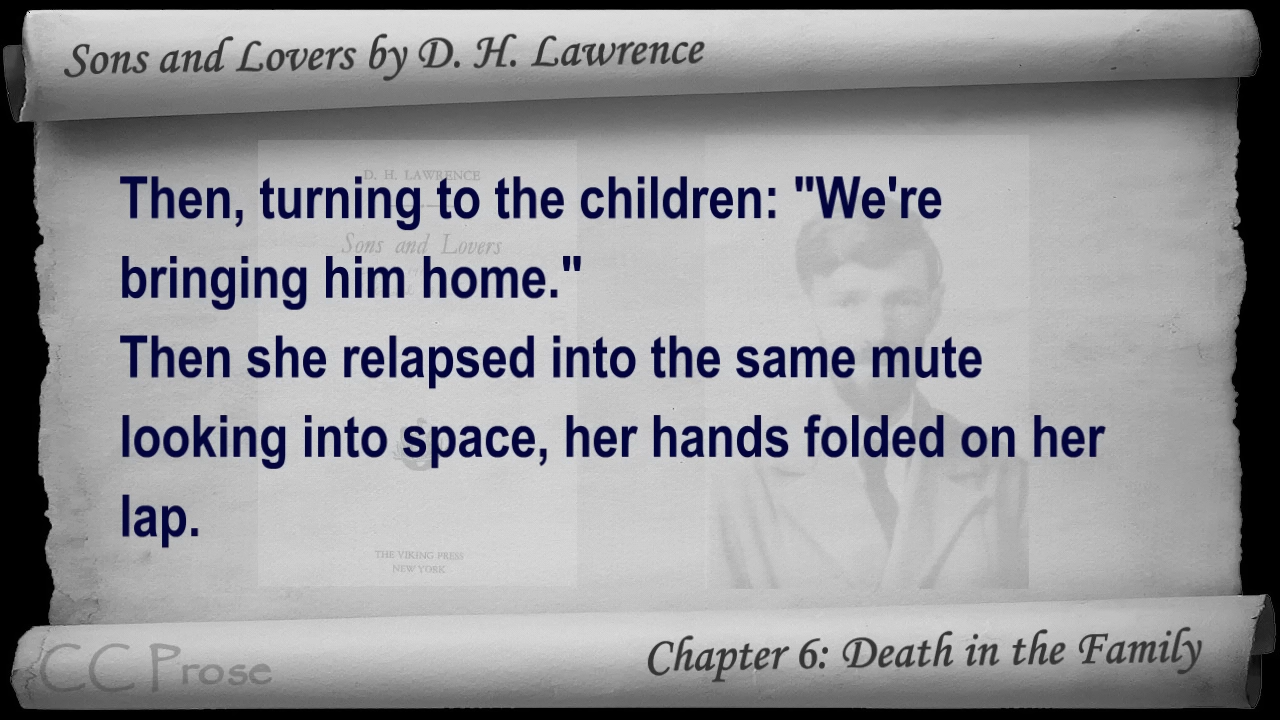 Sons and Lovers by D. H. Lawrence
D. H. LAWRENCE
Sons and Lovers
Then, turning to the children: "We're
bringing him home."
Then she relapsed into the same mute
looking into space, her hands folded on her
lap.
THE VIKING PRESS
NEW YORK
CC Prose
Chapter 6: Death in the Family